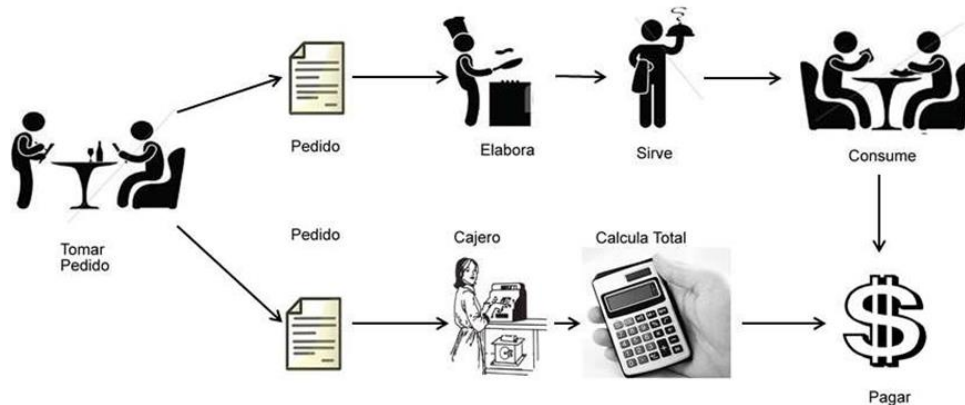 Pedido
Elabora
Sirve
Consume
Tomar
Pedido
Pedido
Cajero
Calcula Total
Pagar